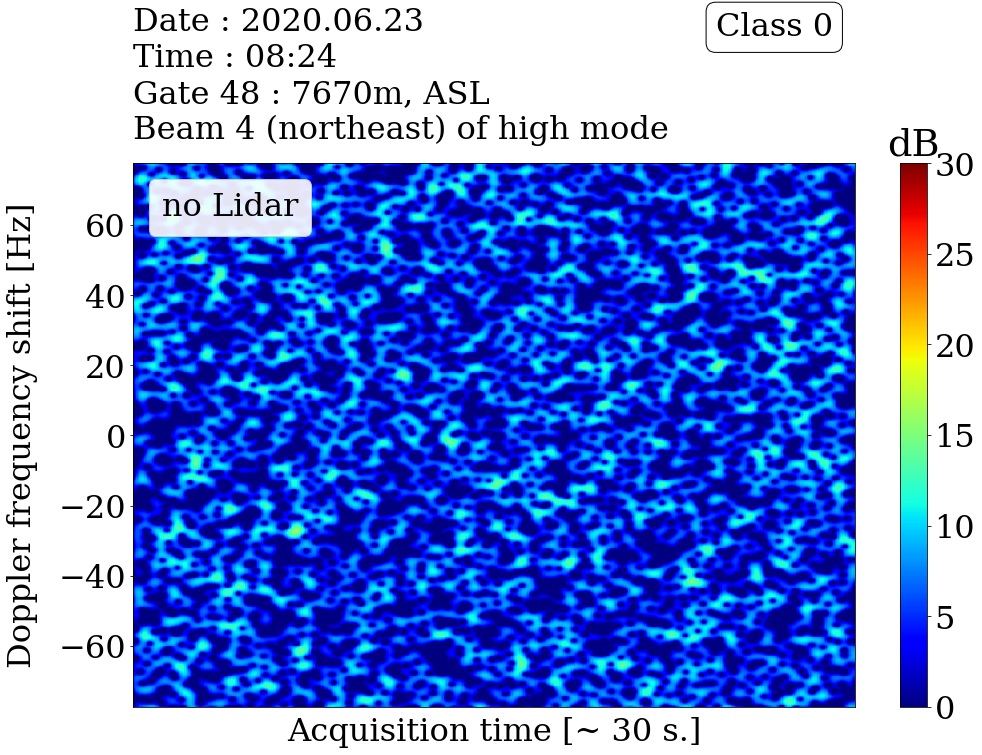 Date : 2020.06.23
Time : 08:24
Gate 48 : 7670m, ASL
Beam 4 (northeast) of high mode
Class 0
dB
no Lidar
Doppler frequency shift [Hz]
60
40
20
0
−20
−40
−60
30
25
20
15
10
5
0
Acquisition time [~ 30 s.]